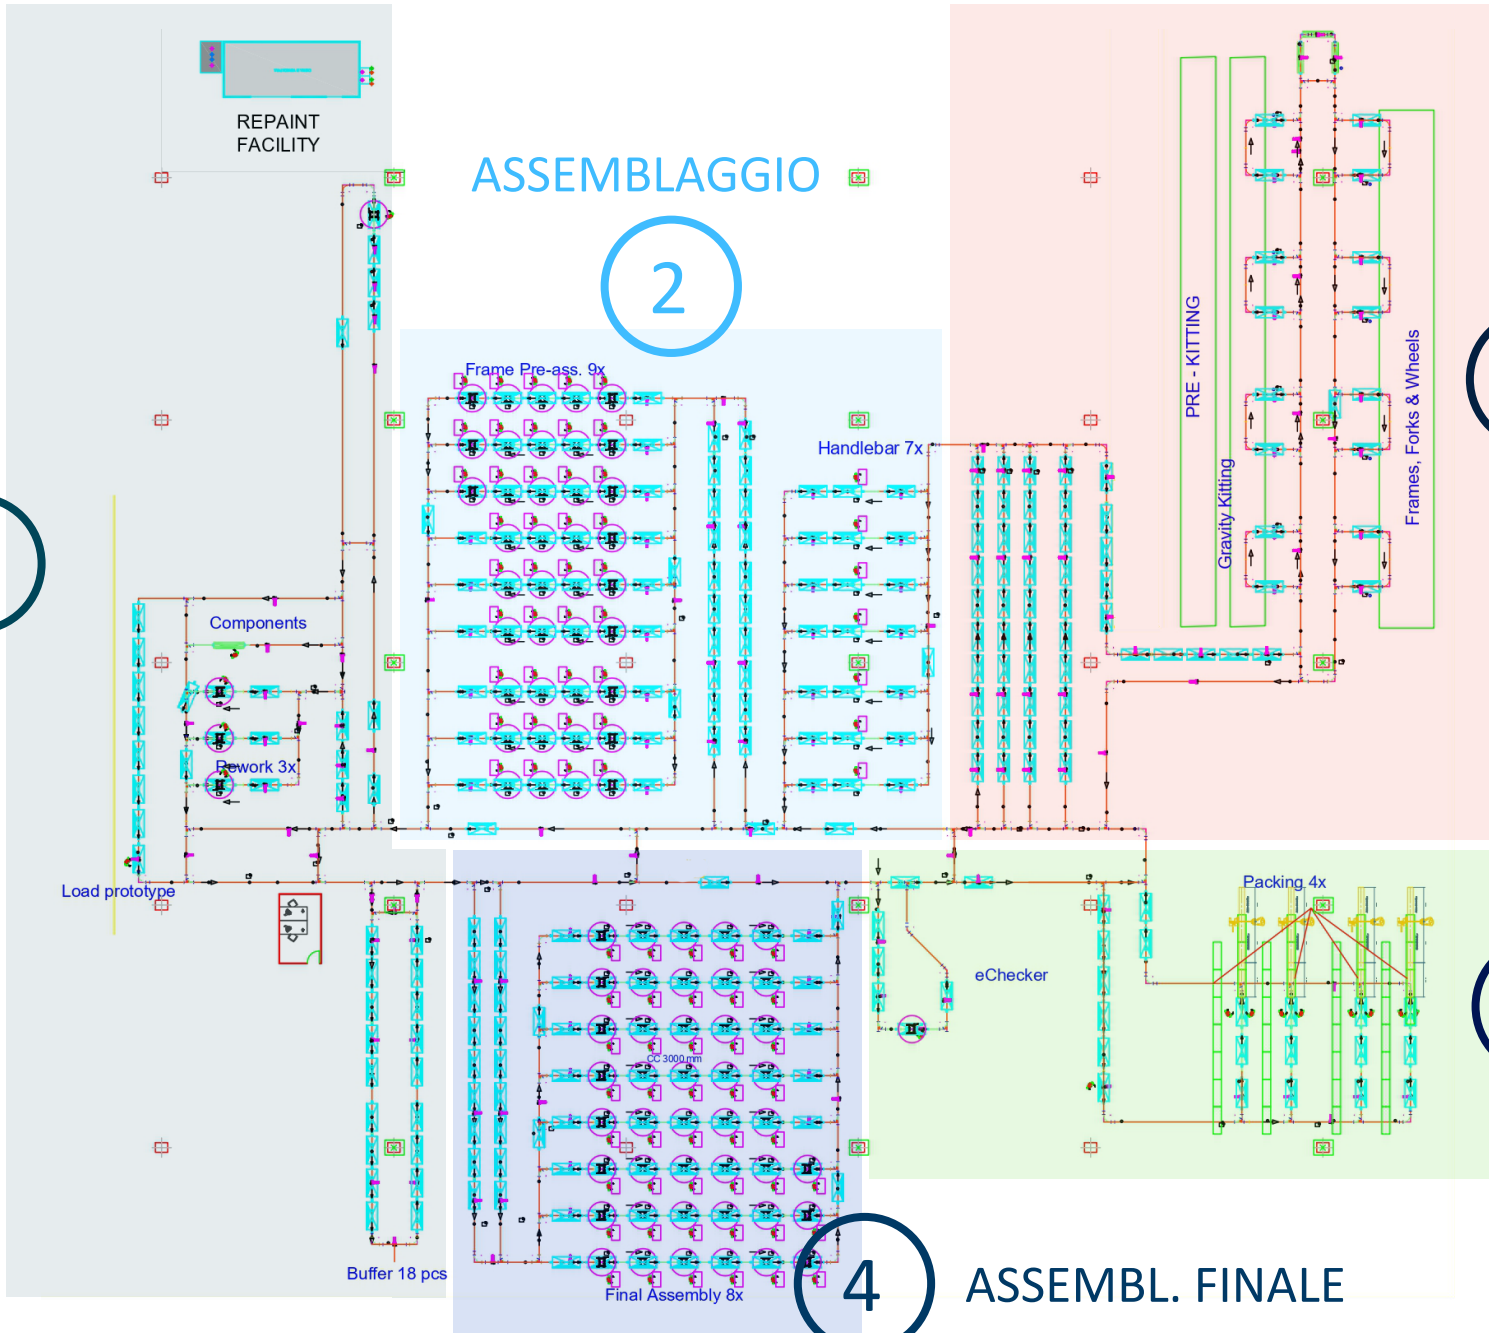 REPAINT
FACILITY
ASSEMBLAGGIO
2
Frame Pre-ass. 9x
Handlebar 7x
PRE - KITTING
Gravity Kitting
Frames, Forks & Wheels
Components
Rework 3x
Load prototype
Packing 4x
eChecker
CC 3000 mm
Buffer 18 pcs
Final Assembly 8x
4
ASSEMBL. FINALE